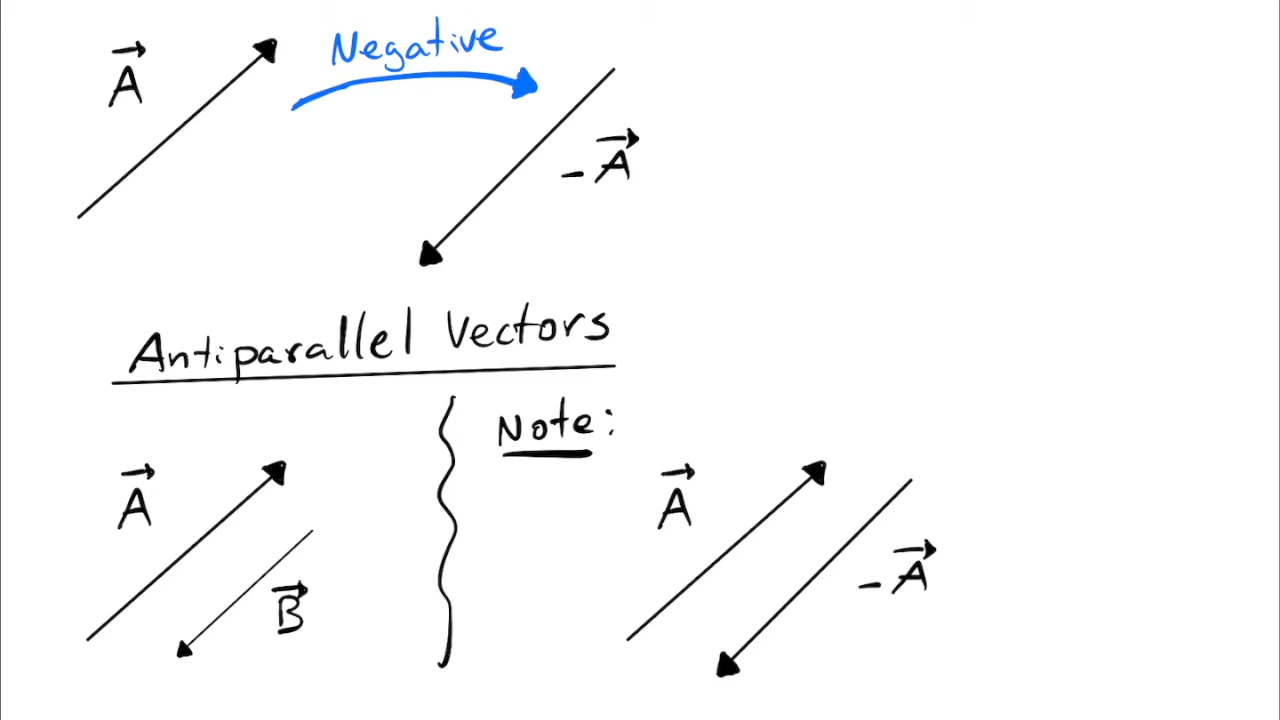 A⃗
Negative
-A⃗
Antiparallel Vectors
Note:
A⃗
B⃗
A⃗
-A⃗